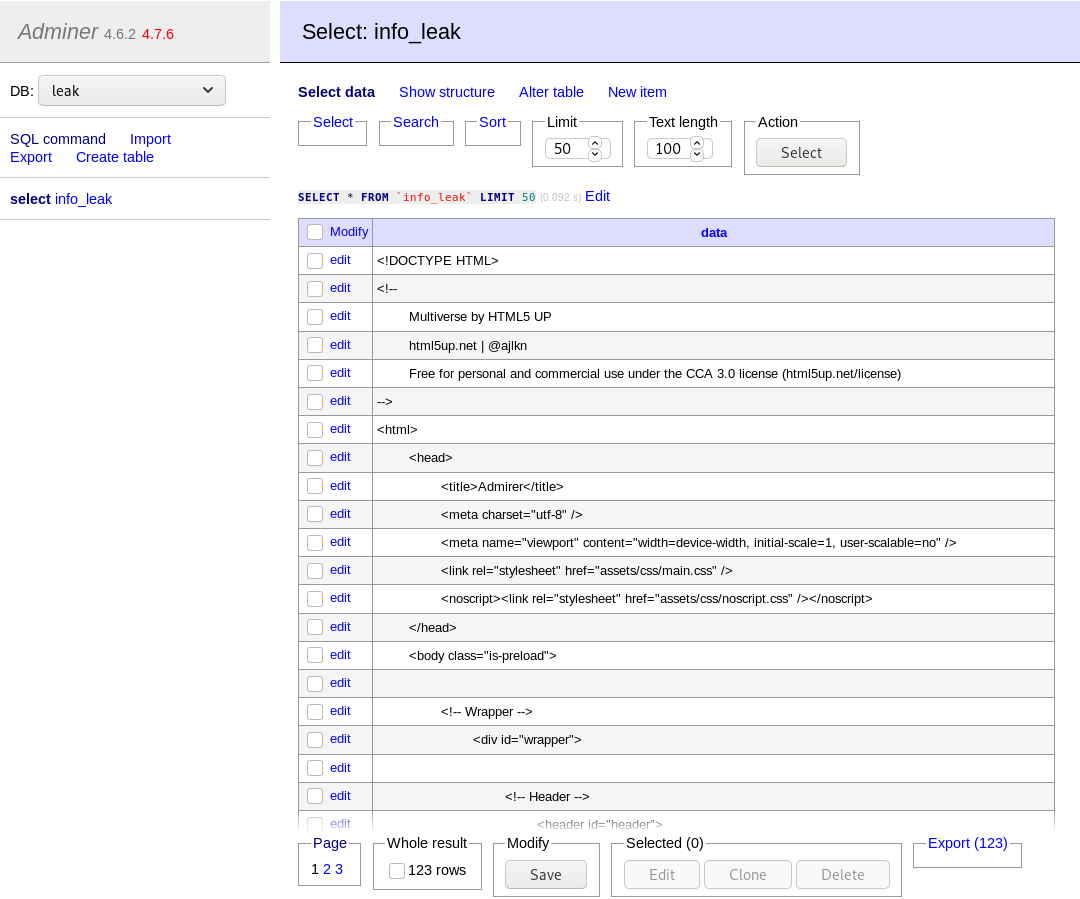 Adminer 4.6.2 4.7.6
DB: leak
SQL command Import
Export Create table
select info_leak
Select: info_leak
Select data Show structure Alter table New item
Select Search Sort Limit Text length Action
50 100 Select
SELECT * FROM `info_leak` LIMIT 50 (0.092 s) Edit
Modify data
edit <!DOCTYPE HTML>
edit <!--
edit Multiverse by HTML5 UP
edit html5up.net | @ajlkn
edit Free for personal and commercial use under the CCA 3.0 license (html5up.net/license)
edit -->
edit <html>
edit <head>
edit <title>Admirer</title>
edit <meta charset="utf-8" />
edit <meta name="viewport" content="width=device-width, initial-scale=1, user-scalable=no" />
edit <link rel="stylesheet" href="assets/css/main.css" />
edit <noscript><link rel="stylesheet" href="assets/css/noscript.css" /></noscript>
edit </head>
edit <body class="is-preload">
edit
edit <!-- Wrapper -->
edit <div id="wrapper">
edit
edit <!-- Header -->
edit <header id="header">
Page Whole result Modify Selected (0) Export (123)
1 2 3 123 rows Save Edit Clone Delete